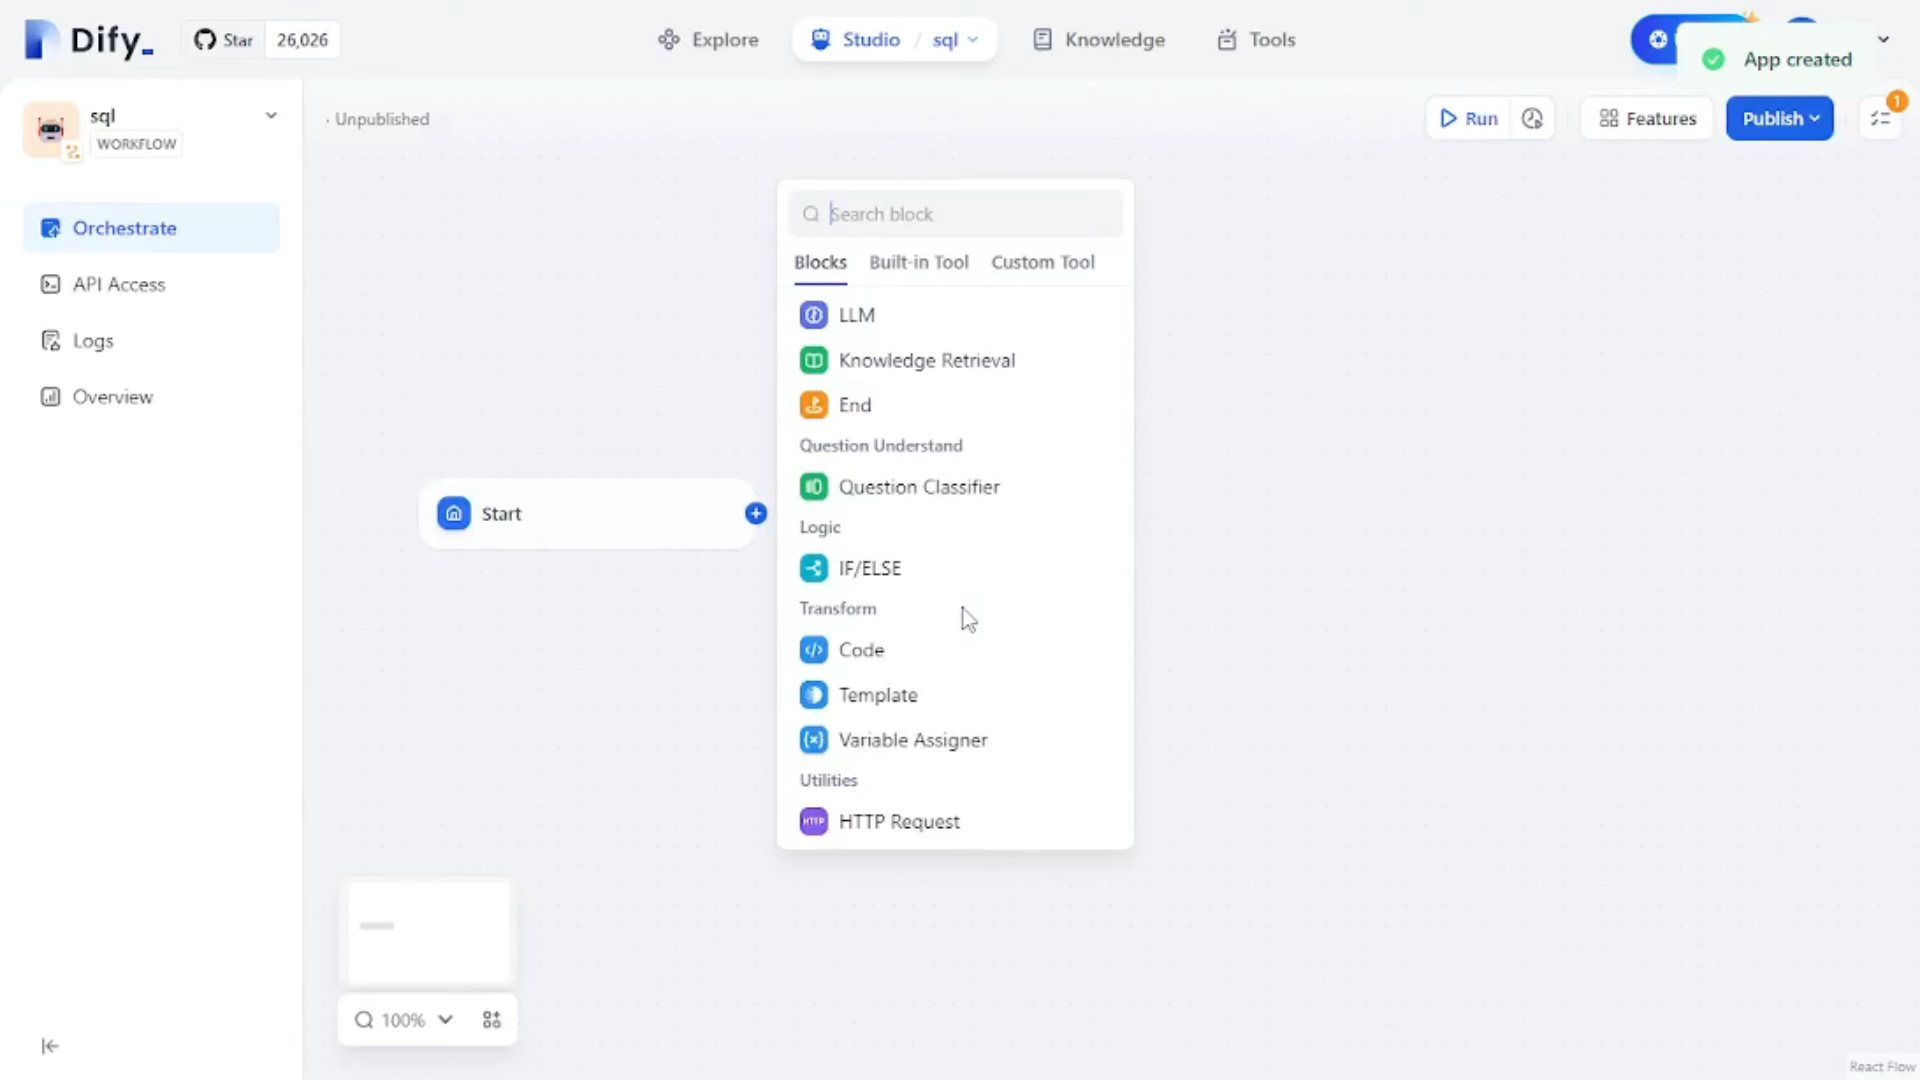 Dify_
Star 26,026
Explore
Studio / sql
Knowledge
Tools
App created
sql
WORKFLOW
Orchestrate
API Access
Logs
Overview
· Unpublished
Run
Features
Publish
1
Search block
Blocks Built-in Tool Custom Tool
LLM
Knowledge Retrieval
End
Question Understand
Question Classifier
Logic
IF/ELSE
Transform
Code
Template
Variable Assigner
Utilities
HTTP HTTP Request
Start
100%
React Flow